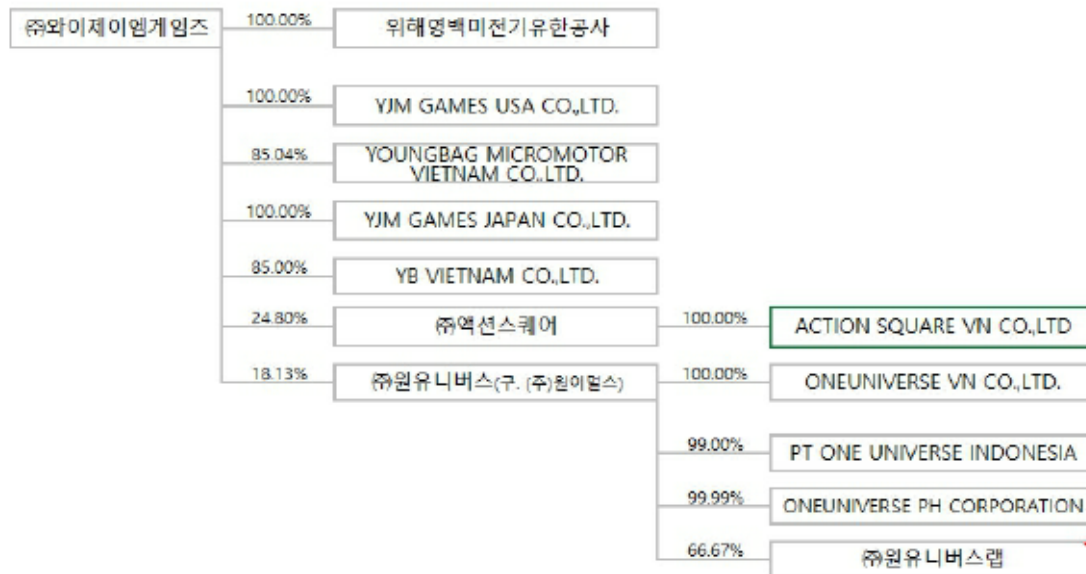 ㈜와이제이엠게임즈 100.00% 위해영백미전기유한공사
100.00% YJM GAMES USA CO.,LTD.
85.04% YOUNGBAG MICROMOTOR
VIETNAM CO.,LTD.
100.00% YJM GAMES JAPAN CO.,LTD.
85.00% YB VIETNAM CO.,LTD.
24.80% ㈜액션스퀘어 100.00% ACTION SQUARE VN CO.,LTD
18.13% ㈜원유니버스(구. (주)원이멀스) 100.00% ONEUNIVERSE VN CO.,LTD.
99.00% PT ONE UNIVERSE INDONESIA
99.99% ONEUNIVERSE PH CORPORATION
66.67% ㈜원유니버스랩